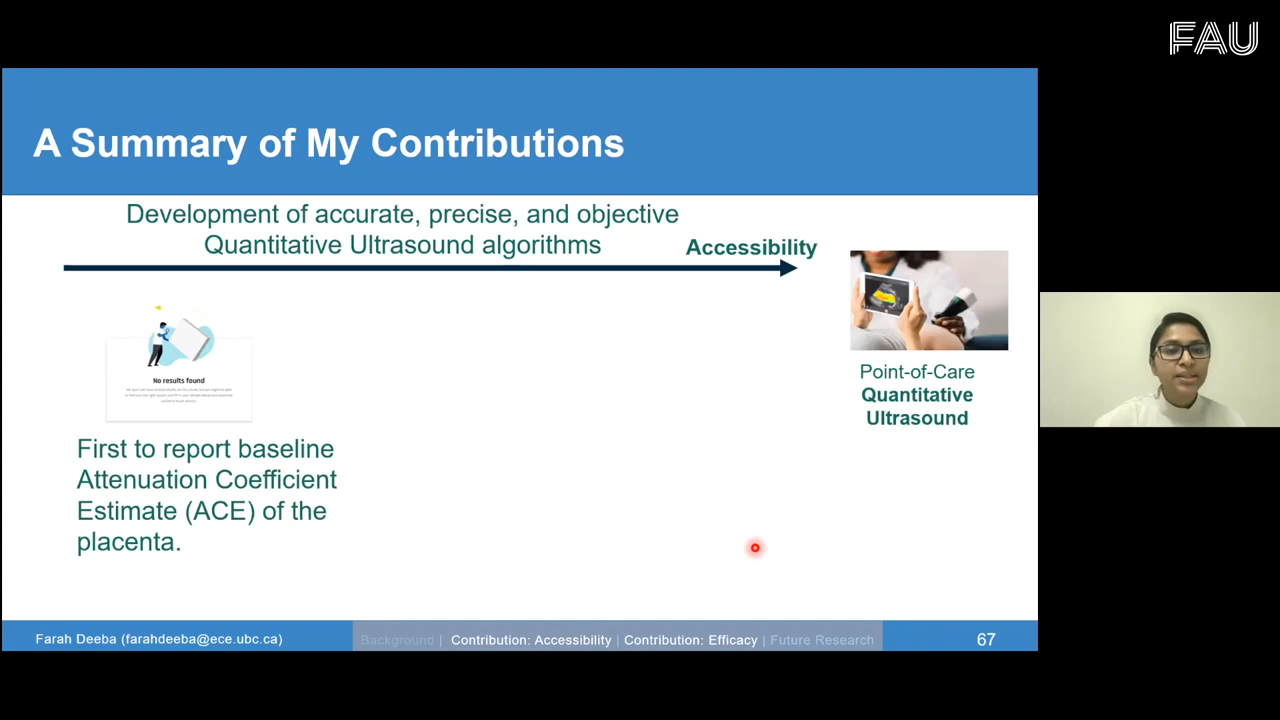 FAU
A Summary of My Contributions
Development of accurate, precise, and objective
Quantitative Ultrasound algorithms
Accessibility
No results found
Point-of-Care
Quantitative
Ultrasound
First to report baseline
Attenuation Coefficient
Estimate (ACE) of the
placenta.
Farah Deeba (farahdeeba@ece.ubc.ca)
Background | Contribution: Accessibility | Contribution: Efficacy | Future Research
67